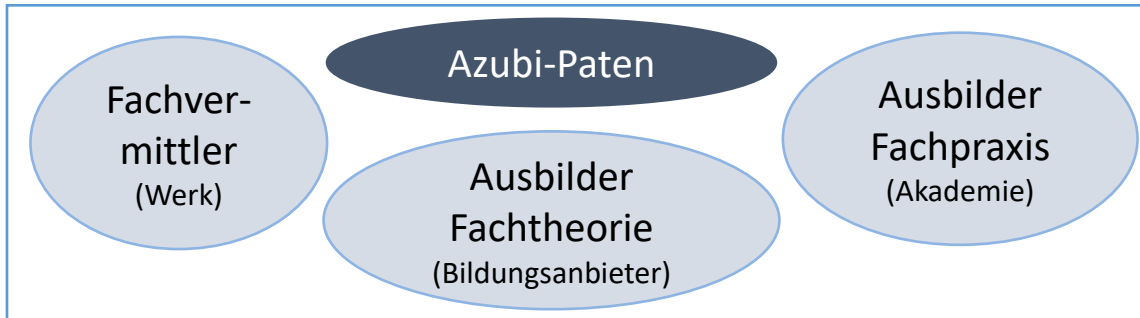 Azubi-Paten
Fachver-
mittler
(Werk)
Ausbilder
Fachtheorie
(Bildungsanbieter)
Ausbilder
Fachpraxis
(Akademie)